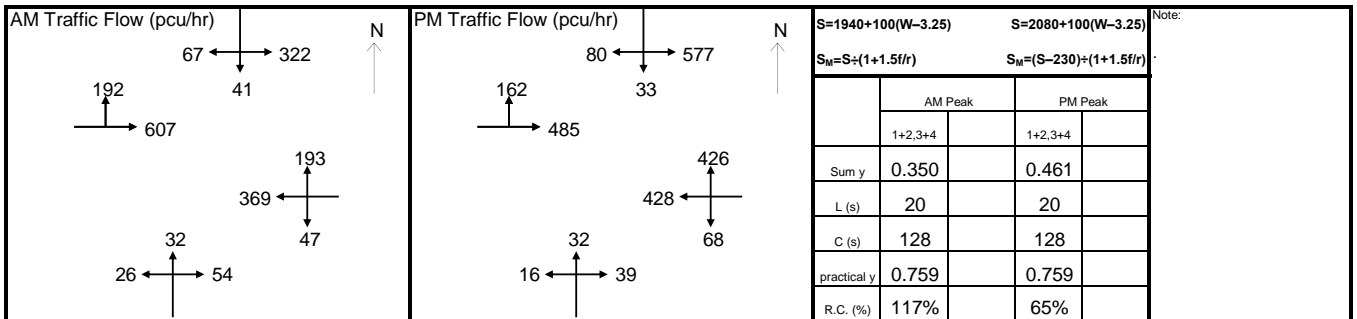 AM Traffic Flow (pcu/hr)
N
67 322
41
192
607
193
369
47
32
26 54
PM Traffic Flow (pcu/hr)
N
80 577
33
162
485
426
428
68
32
16 39
S=1940+100(W–3.25) S=2080+100(W–3.25)
SM=S÷(1+1.5f/r) SM=(S–230)÷(1+1.5f/r)
AM Peak PM Peak
1+2,3+4 1+2,3+4
Sum y 0.350 0.461
L (s) 20 20
C (s) 128 128
practical y 0.759 0.759
R.C. (%) 117% 65%
Note:
.